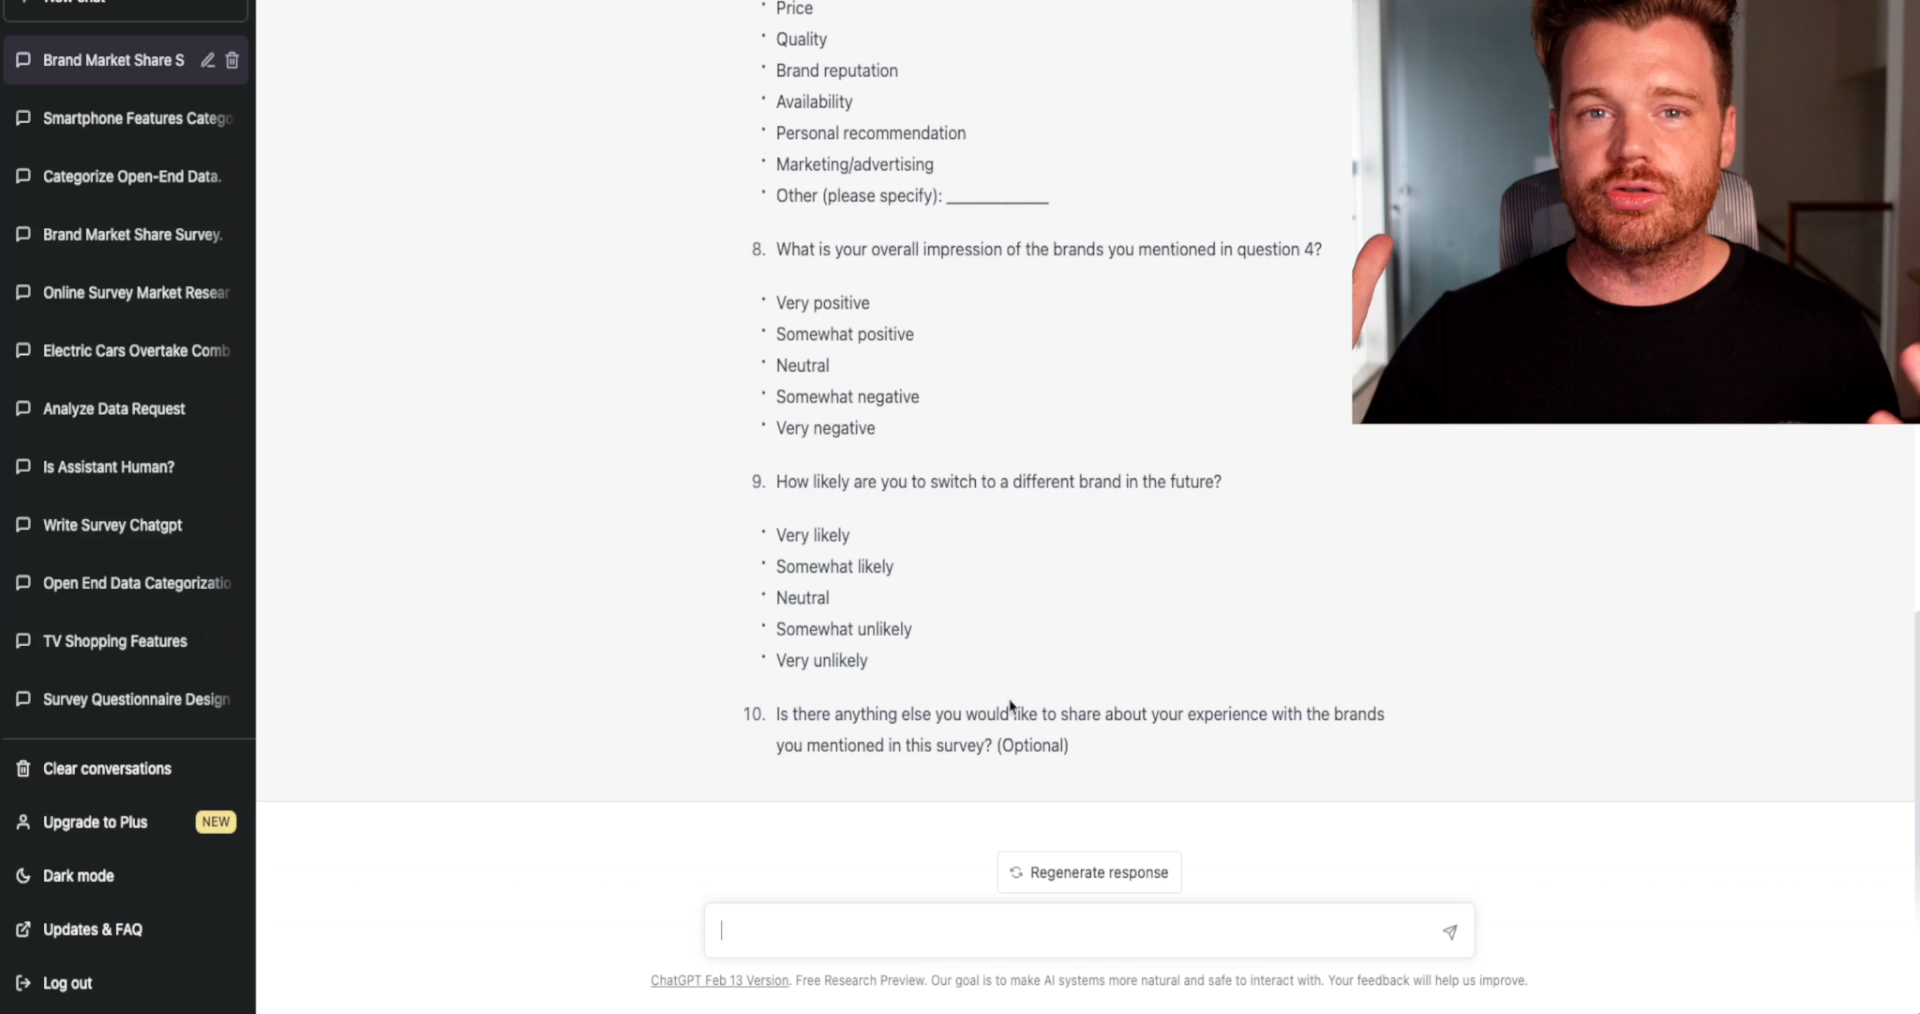 Brand Market Share S
Smartphone Features Catego
Categorize Open-End Data.
Brand Market Share Survey.
Online Survey Market Resear
Electric Cars Overtake Comb
Analyze Data Request
Is Assistant Human?
Write Survey Chatgpt
Open End Data Categorizatio
TV Shopping Features
Survey Questionnaire Design
Clear conversations
Upgrade to Plus NEW
Dark mode
Updates & FAQ
Log out
Price
Quality
Brand reputation
Availability
Personal recommendation
Marketing/advertising
Other (please specify): ____________
8. What is your overall impression of the brands you mentioned in question 4?
Very positive
Somewhat positive
Neutral
Somewhat negative
Very negative
9. How likely are you to switch to a different brand in the future?
Very likely
Somewhat likely
Neutral
Somewhat unlikely
Very unlikely
10. Is there anything else you would like to share about your experience with the brands
you mentioned in this survey? (Optional)
Regenerate response
ChatGPT Feb 13 Version. Free Research Preview. Our goal is to make AI systems more natural and safe to interact with. Your feedback will help us improve.